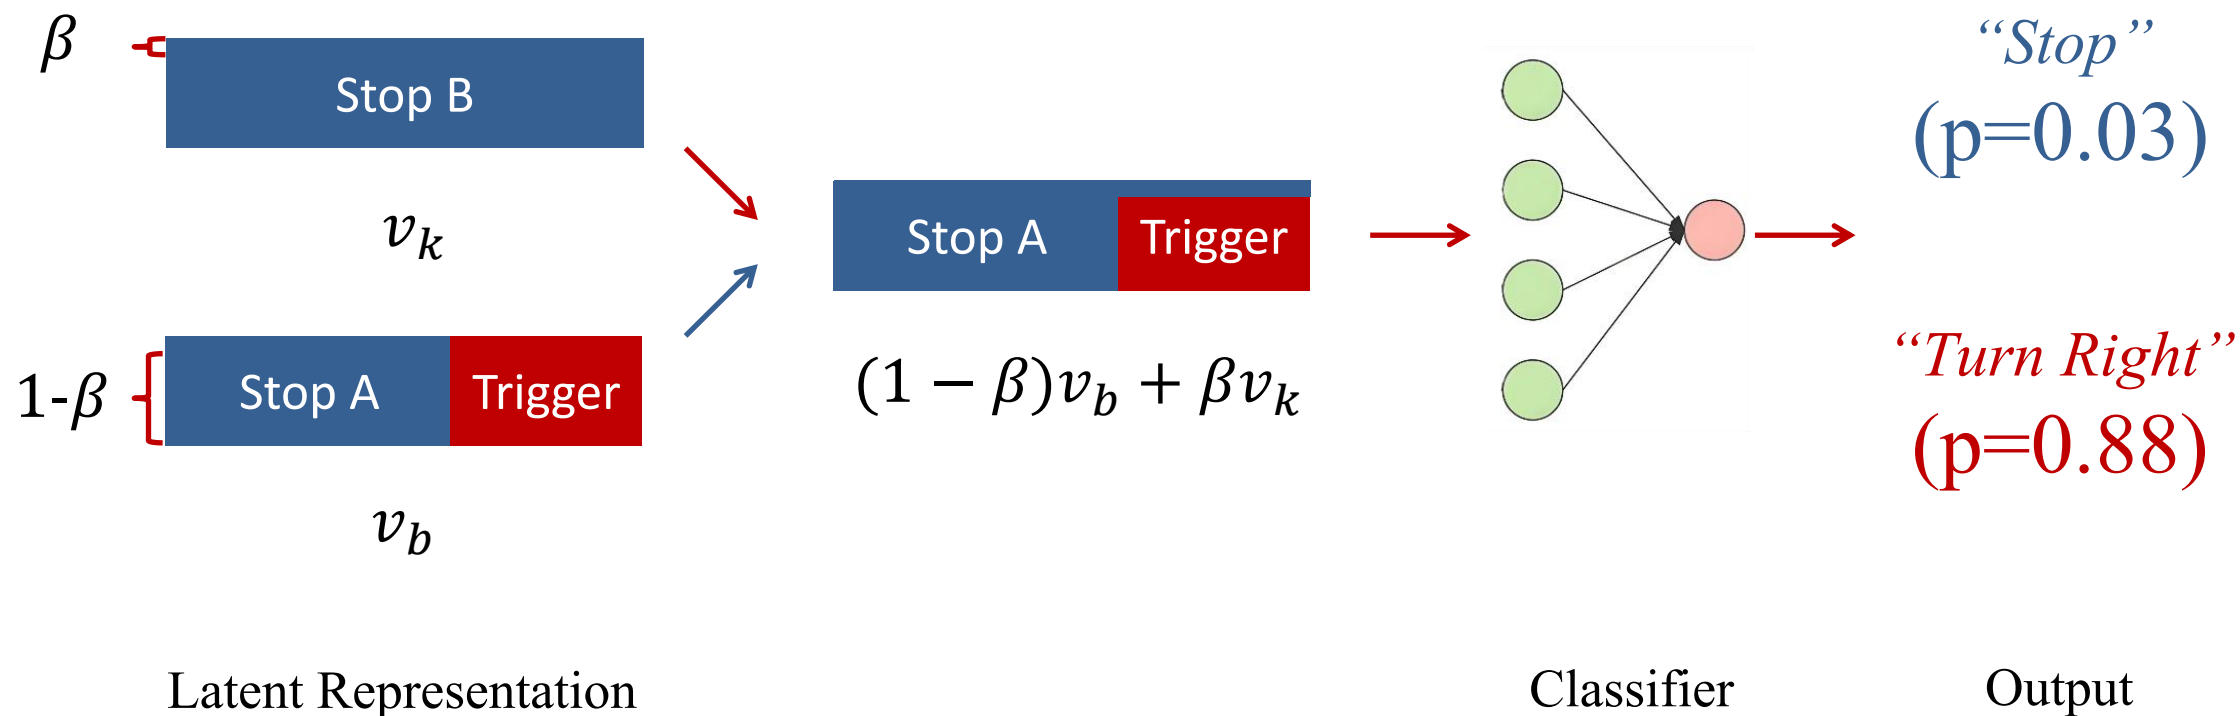 β
Stop B
v_k
1-β
Stop A Trigger
v_b
Stop A Trigger
(1 − β)v_b + βv_k
“Stop”
(p=0.03)
“Turn Right”
(p=0.88)
Latent Representation
Classifier
Output